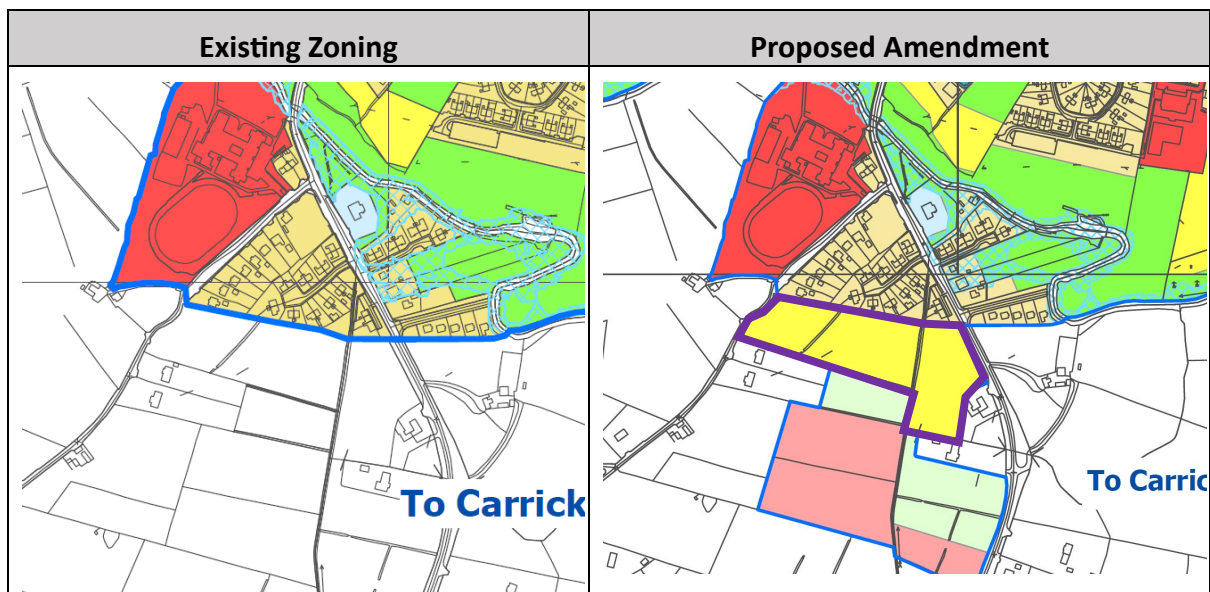 Existing Zoning
Proposed Amendment
To Carrick
To Carric